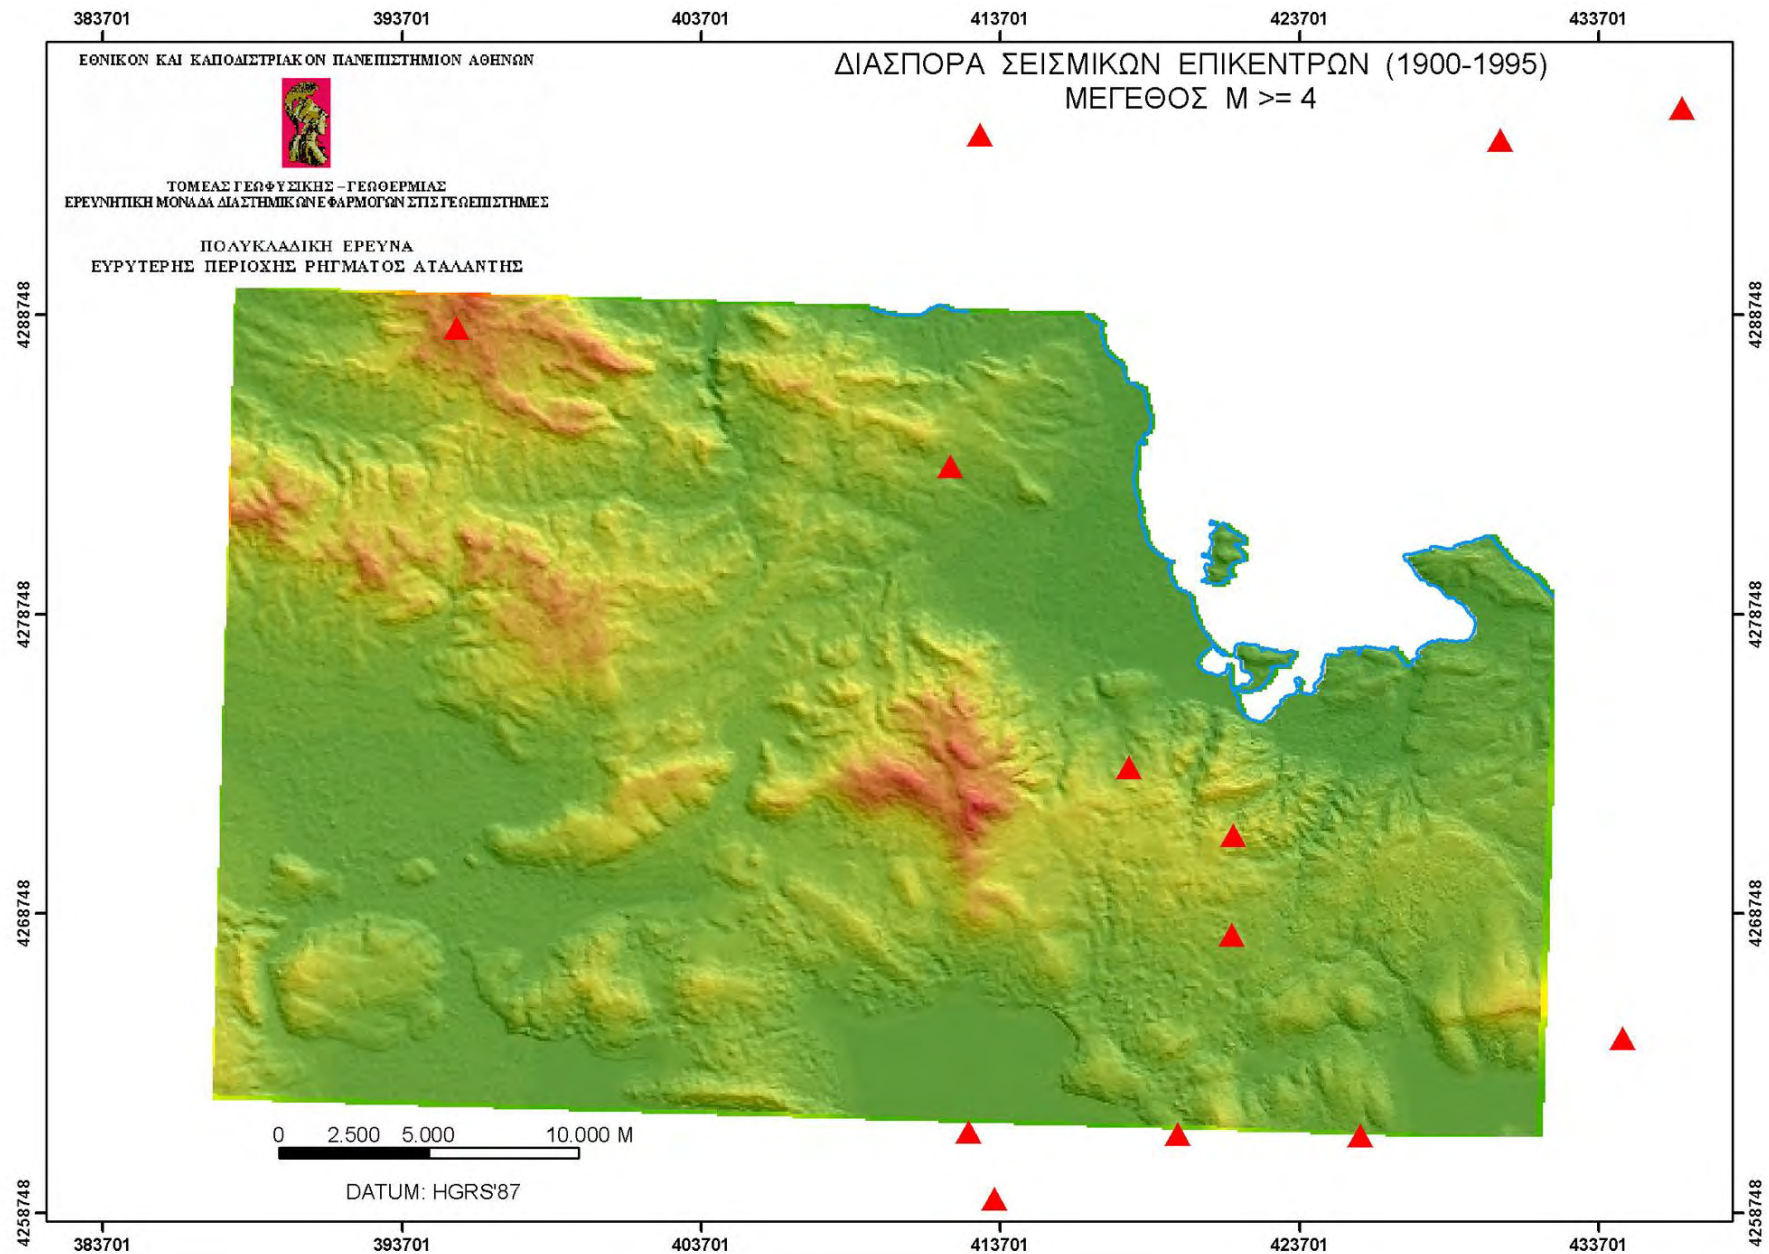 383701 393701 403701 413701 423701 433701
ΕΘΝΙΚΟΝ ΚΑΙ ΚΑΠΟΔΙΣΤΡΙΑΚΟΝ ΠΑΝΕΠΙΣΤΗΜΙΟΝ ΑΘΗΝΩΝ
ΔΙΑΣΠΟΡΑ ΣΕΙΣΜΙΚΩΝ ΕΠΙΚΕΝΤΡΩΝ (1900-1995)
ΜΕΓΕΘΟΣ Μ >= 4
ΤΟΜΕΑΣ ΓΕΩΦΥΣΙΚΗΣ – ΓΕΩΘΕΡΜΙΑΣ
ΕΡΕΥΝΗΤΙΚΗ ΜΟΝΑΔΑ ΔΙΑΣΤΗΜΙΚΩΝ ΕΦΑΡΜΟΓΩΝ ΣΤΙΣ ΓΕΩΕΠΙΣΤΗΜΕΣ
ΠΟΛΥΚΛΑΔΙΚΗ ΕΡΕΥΝΑ
ΕΥΡΥΤΕΡΗΣ ΠΕΡΙΟΧΗΣ ΡΗΓΜΑΤΟΣ ΑΤΑΛΑΝΤΗΣ
4288748 4288748
4278748 4278748
4268748 4268748
0 2.500 5.000 10.000 M
DATUM: HGRS'87
4258748 4258748
383701 393701 403701 413701 423701 433701